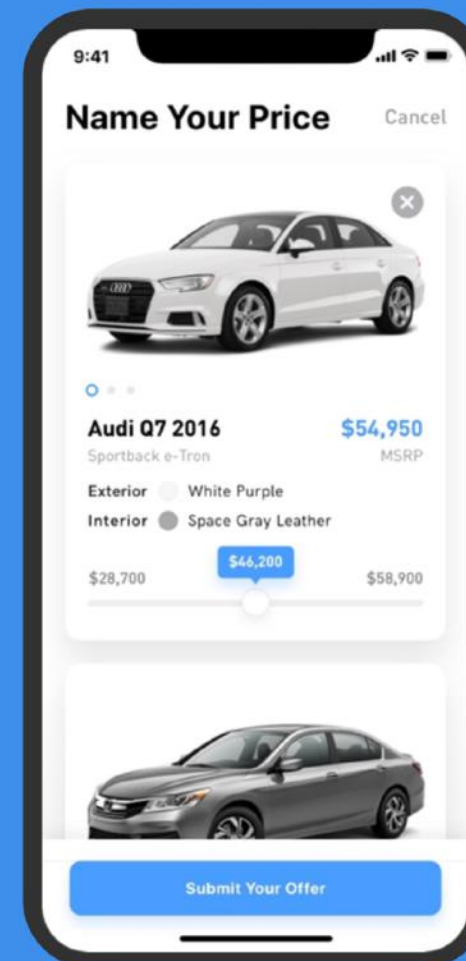 9:41
Name Your Price
Cancel
Audi Q7 2016
$54,950
Sportback e-Tron
MSRP
Exterior White Purple
Interior Space Gray Leather
$46,200
$28,700
$58,900
Submit Your Offer